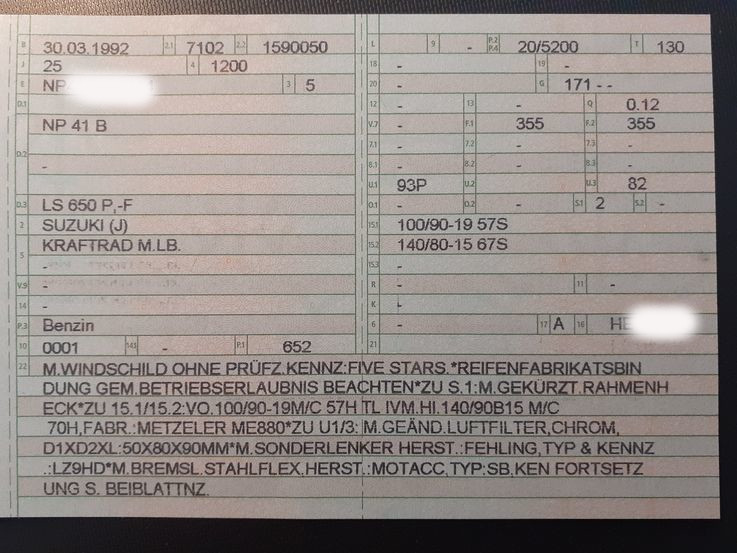 B 30.03.1992 2.1 7102 2.2 1590050 L 9 - P.2 P.4 20/5200 T 130
J 25 4 1200 18 - 19 -
E NP 3 5 20 - G 171 - -
D.1 12 - 13 - Q 0.12
NP 41 B V.7 - F.1 355 F.2 355
7.1 - 7.2 - 7.3 -
D.2 - 8.1 - 8.2 - 8.3 -
U.1 93P U.2 U.3 82
D.3 LS 650 P,-F O.1 - O.2 - S.1 2 S.2 -
2 SUZUKI (J) 15.1 100/90-19 57S
5 KRAFTRAD M.LB. 15.2 140/80-15 67S
- 15.3 -
V.9 - R - 11 -
14 - K -
P.3 Benzin 6 - 17 A 16 HE
10 0001 14.1 - P.1 652 21
22 M.WINDSCHILD OHNE PRÜFZ.KENNZ:FIVE STARS.*REIFENFABRIKATSBIN
DUNG GEM.BETRIEBSERLAUBNIS BEACHTEN*ZU S.1:M.GEKÜRZT.RAHMENH
ECK*ZU 15.1/15.2:VO.100/90-19M/C 57H TL IVM.HI.140/90B15 M/C
70H,FABR.:METZELER ME880*ZU U1/3: M.GEÄND.LUFTFILTER,CHROM,
D1XD2XL:50X80X90MM*M.SONDERLENKER HERST.:FEHLING,TYP & KENNZ
.:LZ9HD*M.BREMSL.STAHLFLEX,HERST.:MOTACC,TYP:SB,KEN FORTSETZ
UNG S. BEIBLATTNZ.